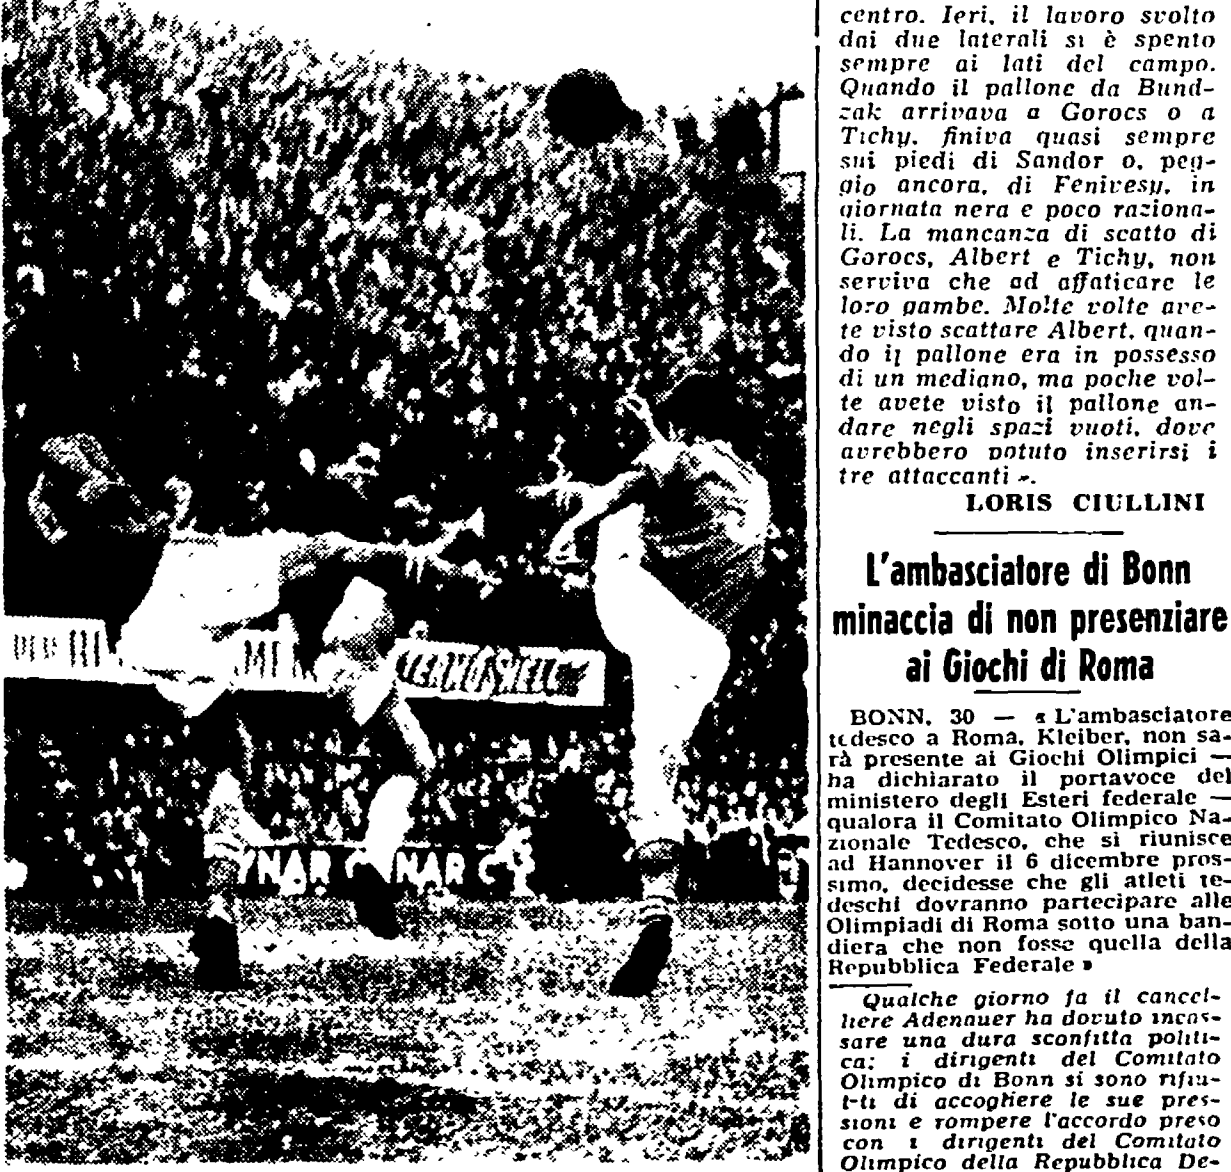 centro. Ieri, il lavoro svolto
dai due laterali si è spento
sempre ai lati del campo.
Quando il pallone da Bund-
zak arrivava a Gorocs o a
Tichy, finiva quasi sempre
sui piedi di Sandor o, peg-
gio ancora, di Fenivesy, in
giornata nera e poco raziona-
li. La mancanza di scatto di
Gorocs, Albert e Tichy, non
serviva che ad affaticare le
loro gambe. Molte volte ave-
te visto scattare Albert, quan-
do il pallone era in possesso
di un mediano, ma poche vol-
te avete visto il pallone an-
dare negli spazi vuoti, dove
avrebbero potuto inserirsi i
tre attaccanti ».
LORIS CIULLINI
L'ambasciatore di Bonn
minaccia di non presenziare
ai Giochi di Roma
BONN, 30 — « L'ambasciatore
tedesco a Roma, Kleiber, non sa-
rà presente ai Giochi Olimpici —
ha dichiarato il portavoce del
ministero degli Esteri federale —
qualora il Comitato Olimpico Na-
zionale Tedesco, che si riunisce
ad Hannover il 6 dicembre pros-
simo, decidesse che gli atleti te-
deschi dovranno partecipare alle
Olimpiadi di Roma sotto una ban-
diera che non fosse quella della
Repubblica Federale »
Qualche giorno fa il cancel-
liere Adenauer ha dovuto incas-
sare una dura sconfitta politi-
ca: i dirigenti del Comitato
Olimpico di Bonn si sono rifiu-
tati di accogliere le sue pres-
sioni e rompere l'accordo preso
con i dirigenti del Comitato
Olimpico della Repubblica De-
YNAR C NAR C